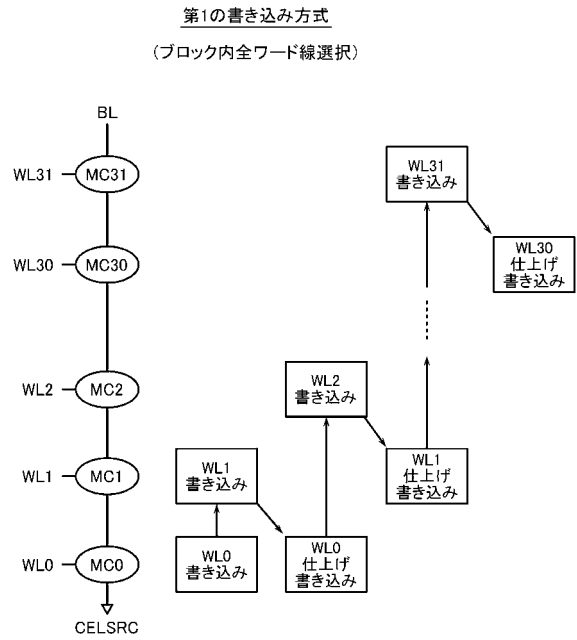 第1の書き込み方式
(ブロック内全ワード線選択)
BL
WL31
MC31
WL31
書き込み
WL30
MC30
WL30
仕上げ
書き込み
WL2
MC2
WL2
書き込み
WL1
MC1
WL1
書き込み
WL1
仕上げ
書き込み
WL0
MC0
WL0
書き込み
WL0
仕上げ
書き込み
CELSRC